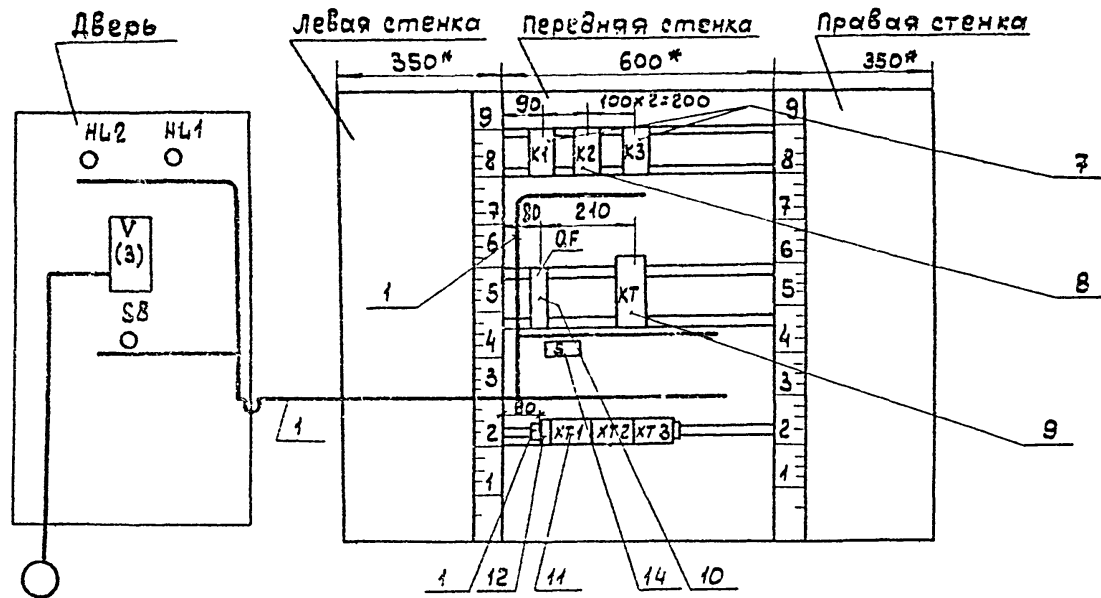 Дверь
Левая стенка
Передняя стенка
Правая стенка
350*
600*
350*
HL2
HL1
V
(3)
SB
1
1
9
8
7
6
5
4
3
2
1
90
100×2=200
K1
K2
K3
80
210
QF
KT
S
80
XT1
XT2
XT3
9
8
7
6
5
4
3
2
1
7
8
9
1
12
11
14
10